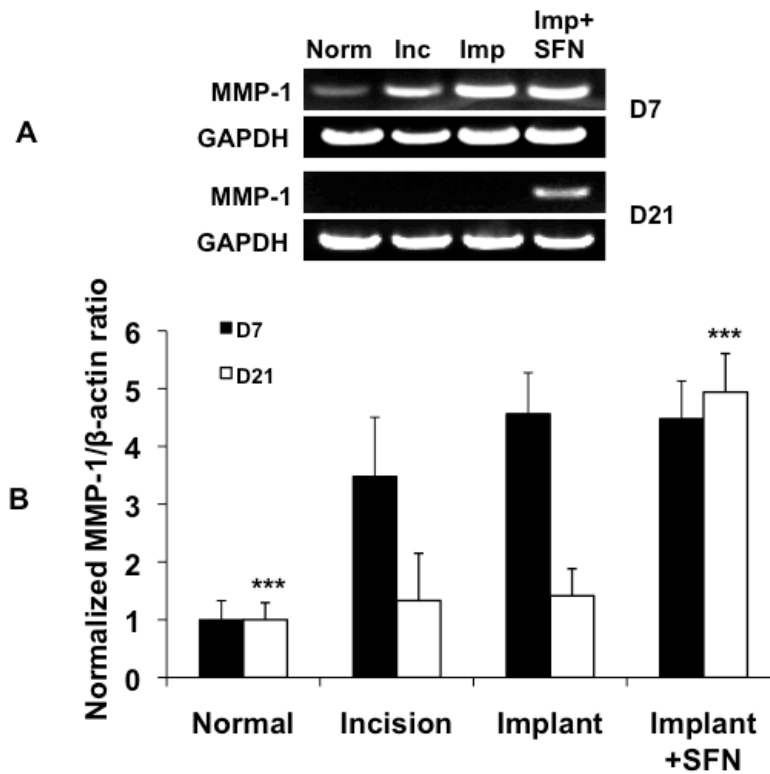 Imp+
Norm Inc Imp SFN
MMP-1
D7
A
GAPDH
MMP-1
D21
GAPDH
Normalized MMP-1/β-actin ratio
6
5
4
3
2
1
0
D7
D21
***
***
B
Normal Incision Implant Implant
+SFN